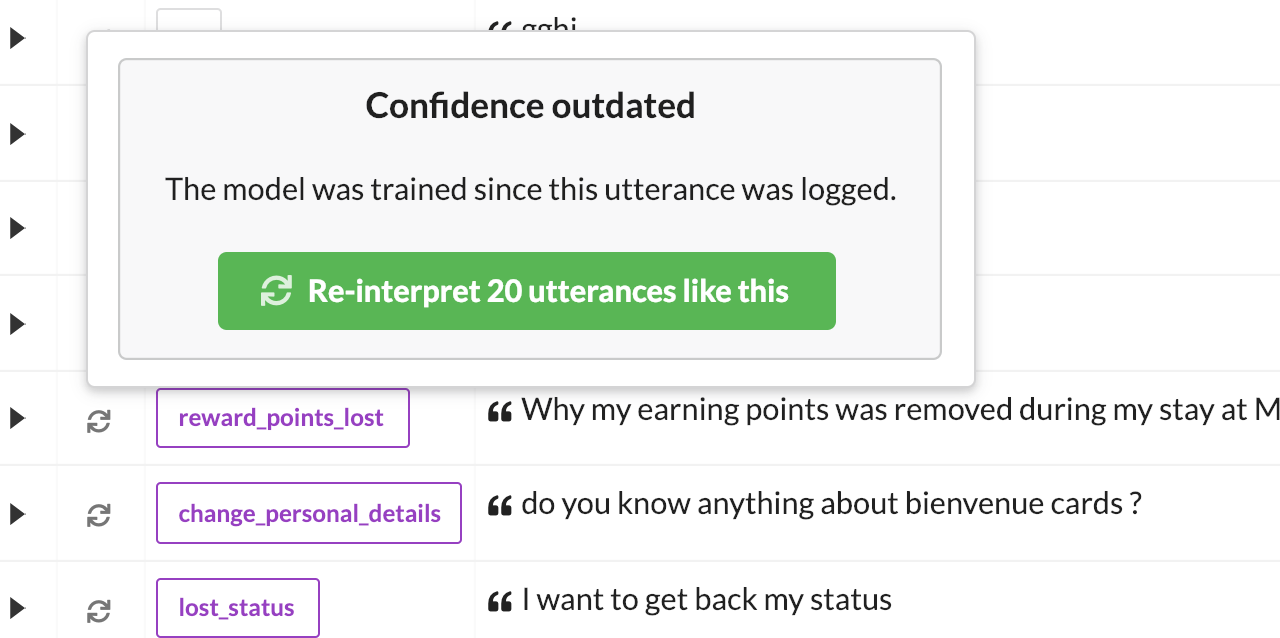 Confidence outdated
The model was trained since this utterance was logged.
Re-interpret 20 utterances like this
reward_points_lost
“ Why my earning points was removed during my stay at M
change_personal_details
“ do you know anything about bienvenue cards ?
lost_status
“ I want to get back my status